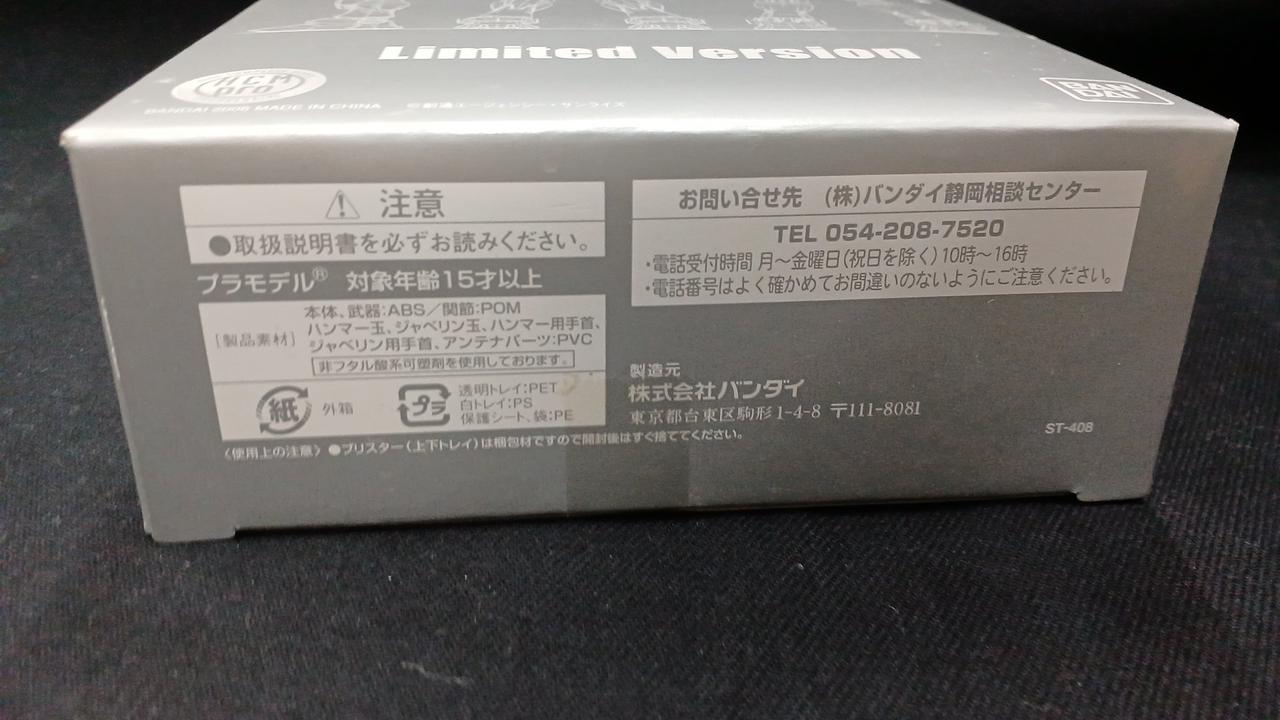 Limited Version
HCM
pro
BANDAI 2006 MADE IN CHINA ©創通エージェンシー・サンライズ
BAN
DAI
注意
●取扱説明書を必ずお読みください。
プラモデル® 対象年齢15才以上
[製品素材]
本体、武器:ABS/関節:POM
ハンマー玉、ジャベリン玉、ハンマー用手首、
ジャベリン用手首、アンテナパーツ:PVC
非フタル酸系可塑剤を使用しております。
紙 外箱
プラ
透明トレイ:PET
白トレイ:PS
保護シート、袋:PE
〈使用上の注意〉●ブリスター(上下トレイ)は梱包材ですので開封後はすぐ捨ててください。
お問い合せ先 (株)バンダイ静岡相談センター
TEL 054-208-7520
・電話受付時間 月~金曜日(祝日を除く)10時~16時
・電話番号はよく確かめてお間違いのないようにご注意ください。
製造元
株式会社バンダイ
東京都台東区駒形1-4-8 〒111-8081
ST-408